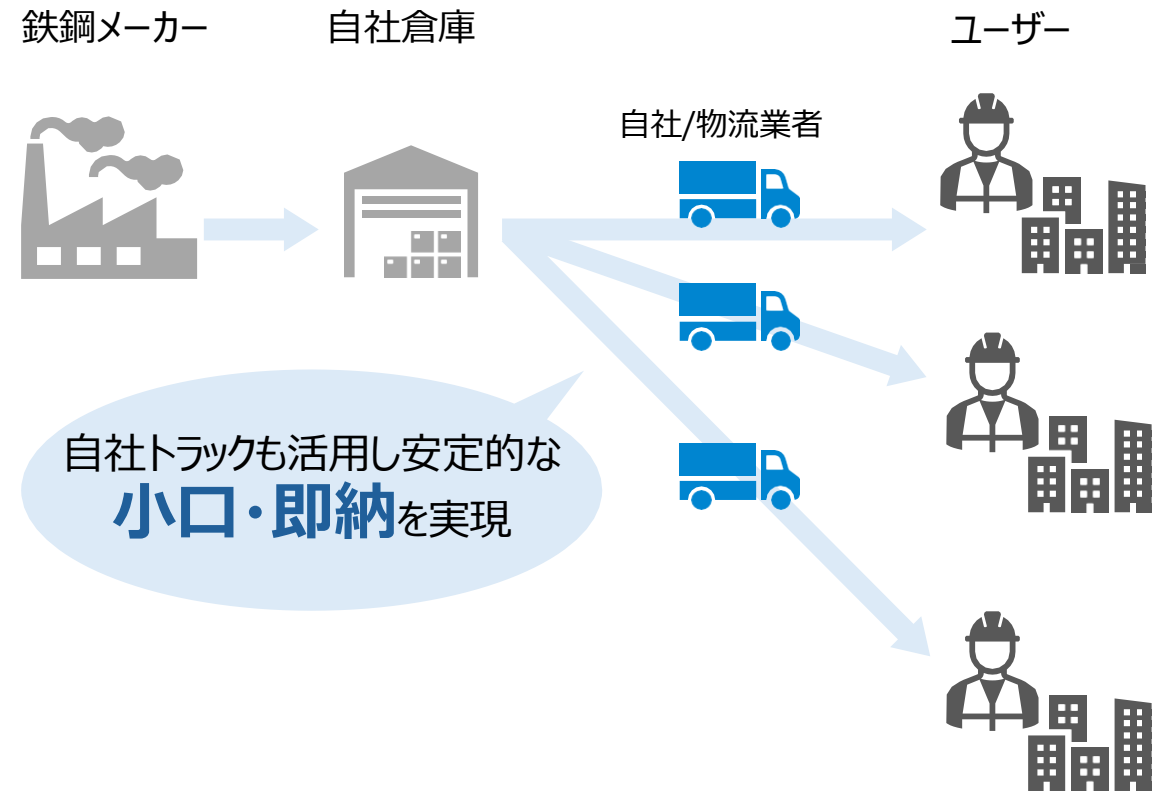 鉄鋼メーカー
自社倉庫
ユーザー
自社/物流業者
自社トラックも活用し安定的な
小口・即納を実現